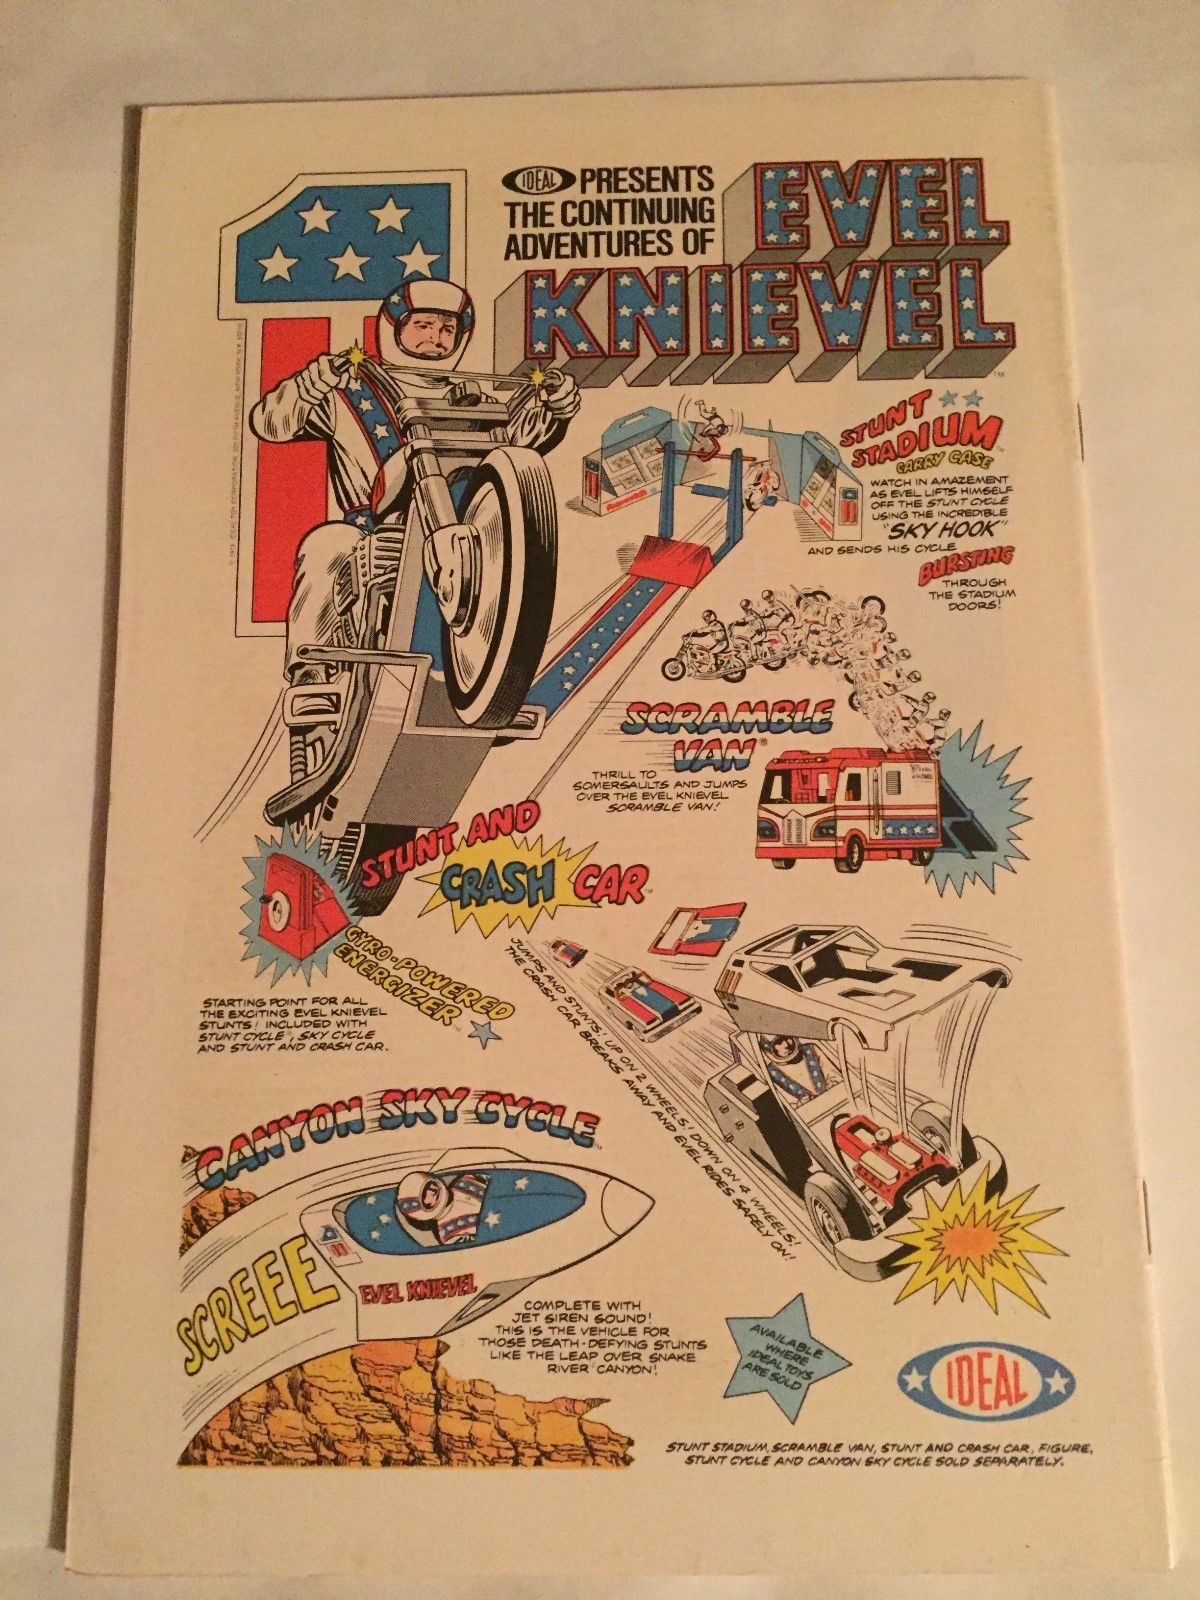 IDEAL PRESENTS
THE CONTINUING
ADVENTURES OF
EVEL
KNIEVEL
STUNT
STADIUM
CARRY CASE
WATCH IN AMAZEMENT
AS EVEL LIFTS HIMSELF
OFF THE STUNT CYCLE
USING THE INCREDIBLE
"SKY HOOK"
AND SENDS HIS CYCLE
BURSTING
THROUGH
THE STADIUM
DOORS!
SCRAMBLE
VAN®
THRILL TO
SOMERSAULTS AND JUMPS
OVER THE EVEL KNIEVEL
SCRAMBLE VAN!
STUNT AND
CRASH CAR™
GYRO-POWERED
ENERGIZER™
STARTING POINT FOR ALL
THE EXCITING EVEL KNIEVEL
STUNTS! INCLUDED WITH
STUNT CYCLE, SKY CYCLE
AND STUNT AND CRASH CAR.
JUMPS AND STUNTS! UP ON 2 WHEELS! DOWN ON 4 WHEELS!
THE CRASH CAR BREAKS AWAY AND EVEL RIDES SAFELY ON!
CANYON SKY CYCLE™
SCREEE
EVEL KNIEVEL
COMPLETE WITH
JET SIREN SOUND!
THIS IS THE VEHICLE FOR
THOSE DEATH-DEFYING STUNTS
LIKE THE LEAP OVER SNAKE
RIVER CANYON!
AVAILABLE
WHERE
IDEAL TOYS
ARE SOLD
IDEAL
STUNT STADIUM, SCRAMBLE VAN, STUNT AND CRASH CAR, FIGURE,
STUNT CYCLE AND CANYON SKY CYCLE SOLD SEPARATELY.